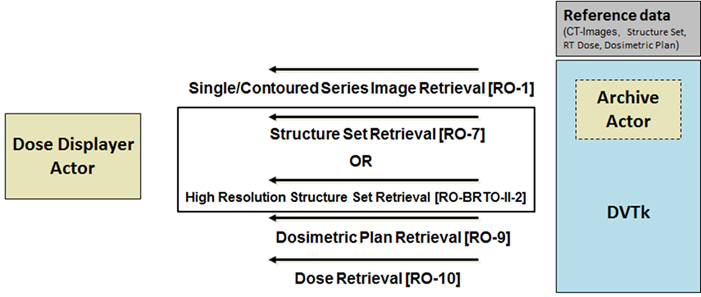 Reference data
(CT-Images, Structure Set,
RT Dose, Dosimetric Plan)
Single/Contoured Series Image Retrieval [RO-1]
Archive
Actor
Structure Set Retrieval [RO-7]
Dose Displayer
Actor
OR
High Resolution Structure Set Retrieval [RO-BRTO-II-2]
DVTk
Dosimetric Plan Retrieval [RO-9]
Dose Retrieval [RO-10]